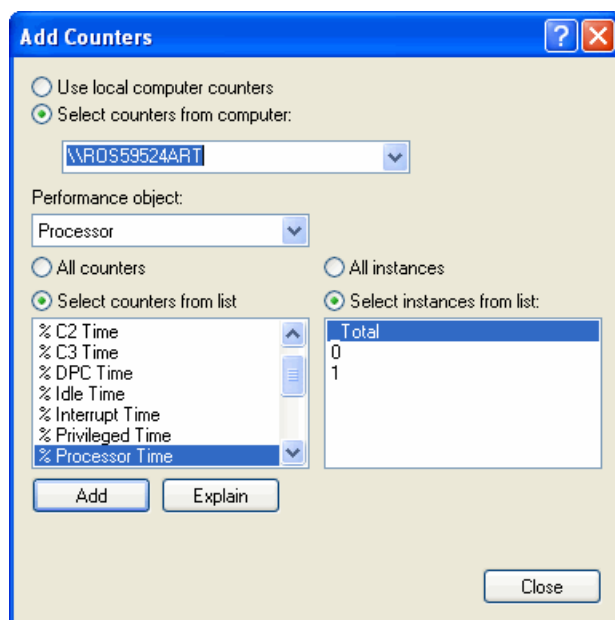 Add Counters
Use local computer counters
Select counters from computer:
\\ROS59524ART
Performance object:
Processor
All counters
All instances
Select counters from list
Select instances from list:
% C2 Time
% C3 Time
% DPC Time
% Idle Time
% Interrupt Time
% Privileged Time
% Processor Time
_Total
0
1
Add
Explain
Close